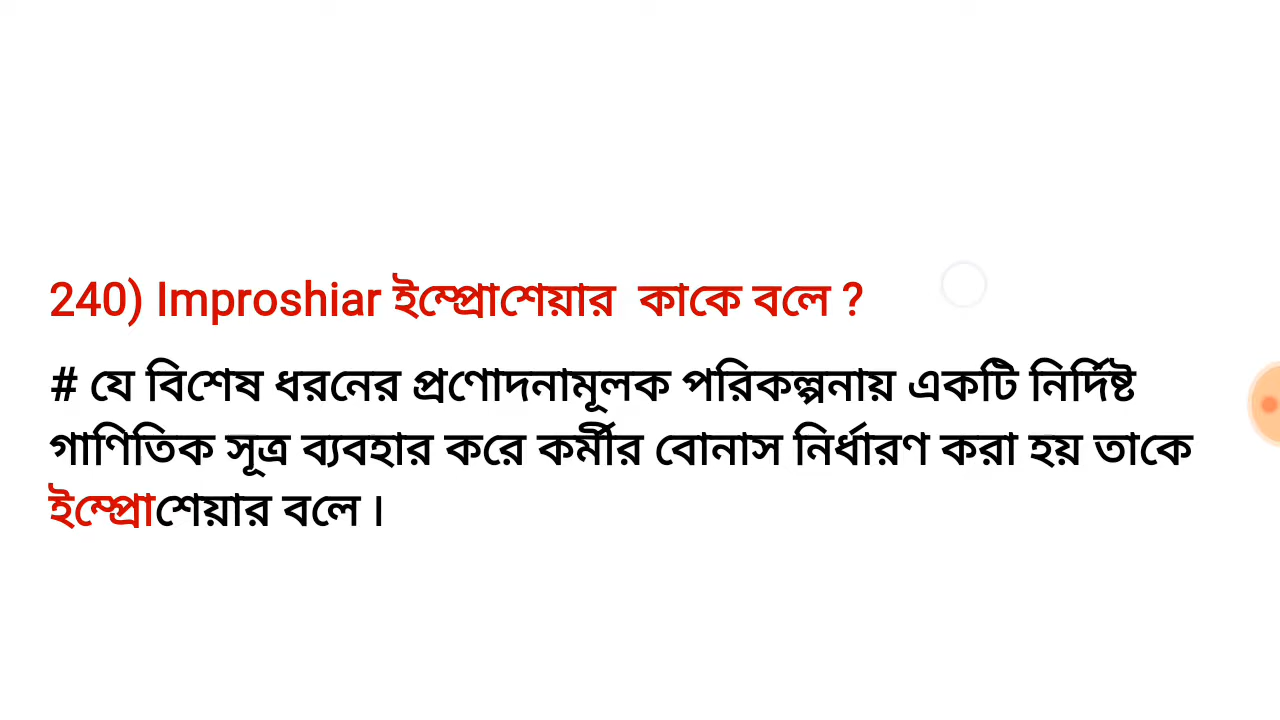 240) Improshiar ইম্প্রোশেয়ার কাকে বলে ?
# যে বিশেষ ধরনের প্রণোদনামূলক পরিকল্পনায় একটি নির্দিষ্ট
গাণিতিক সূত্র ব্যবহার করে কর্মীর বোনাস নির্ধারণ করা হয় তাকে
ইম্প্রোশেয়ার বলে ।